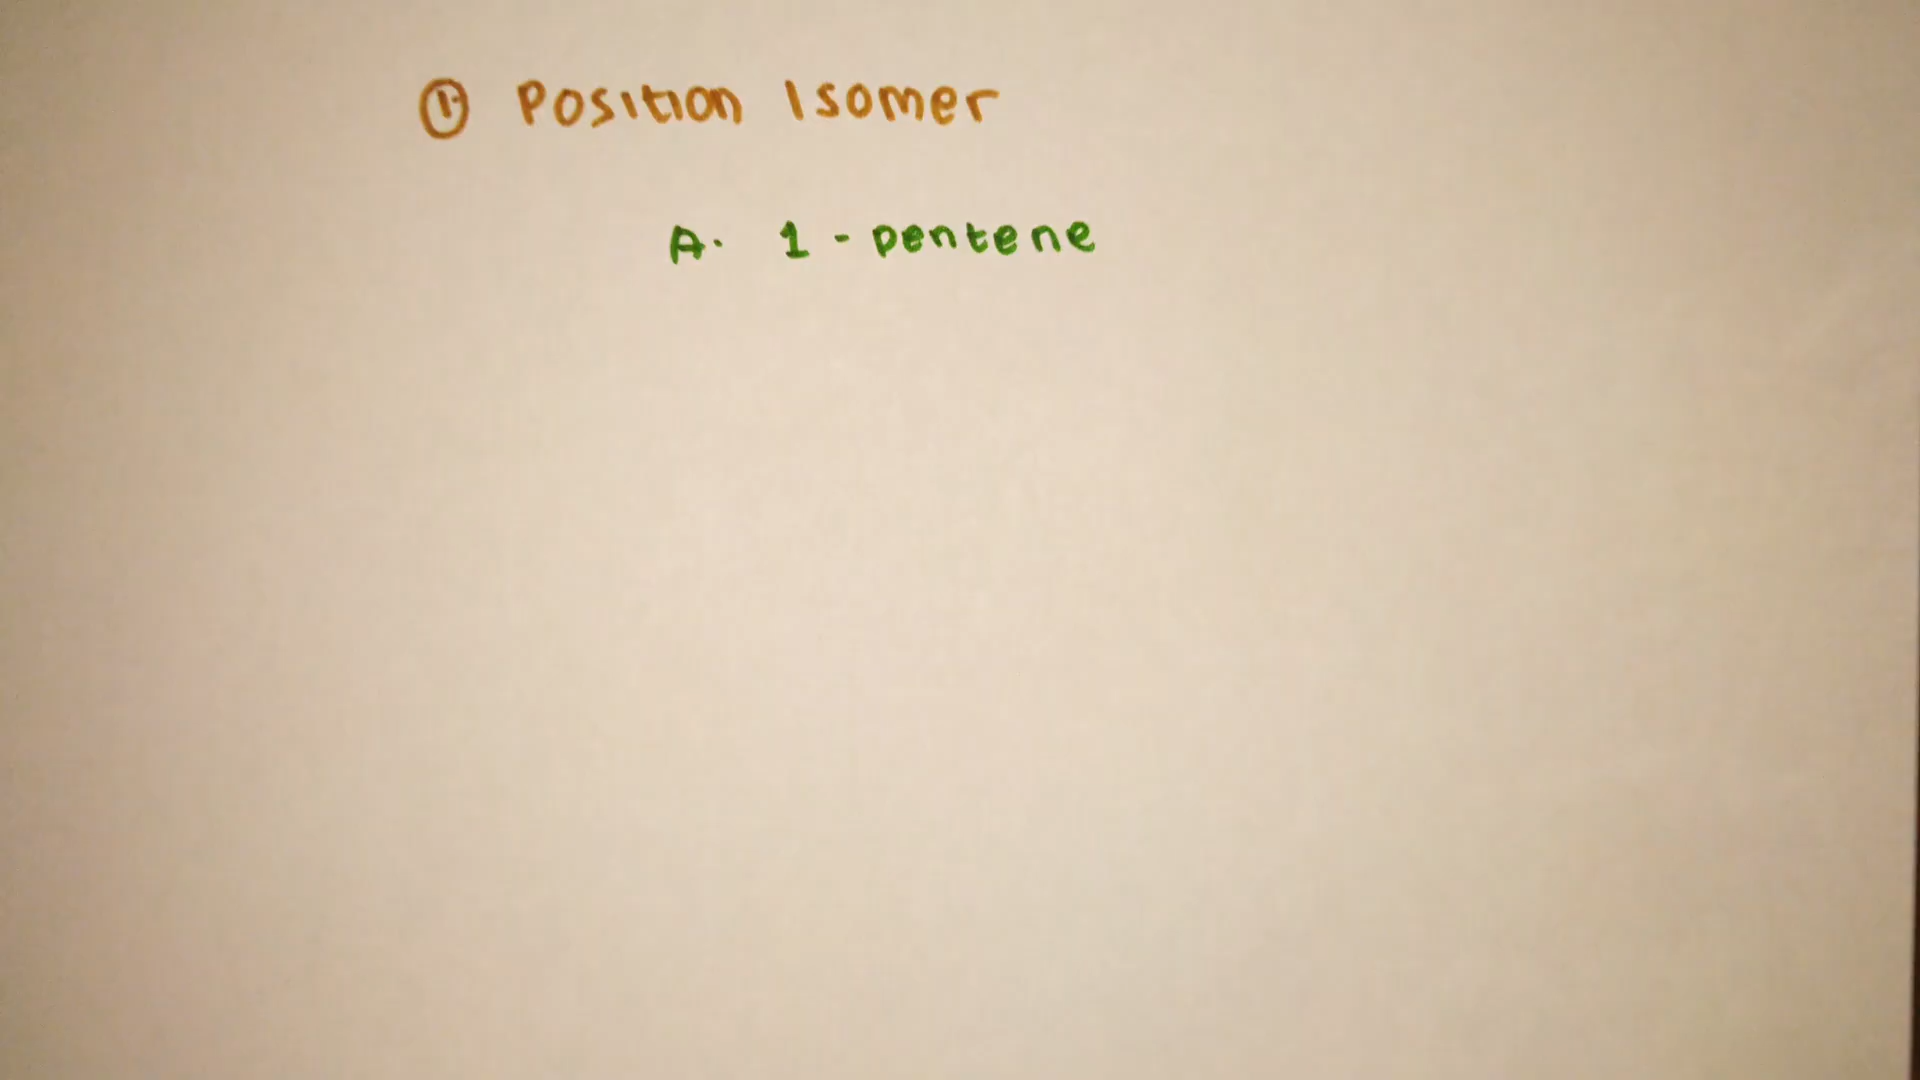 ① Position Isomer
A. 1 - pentene